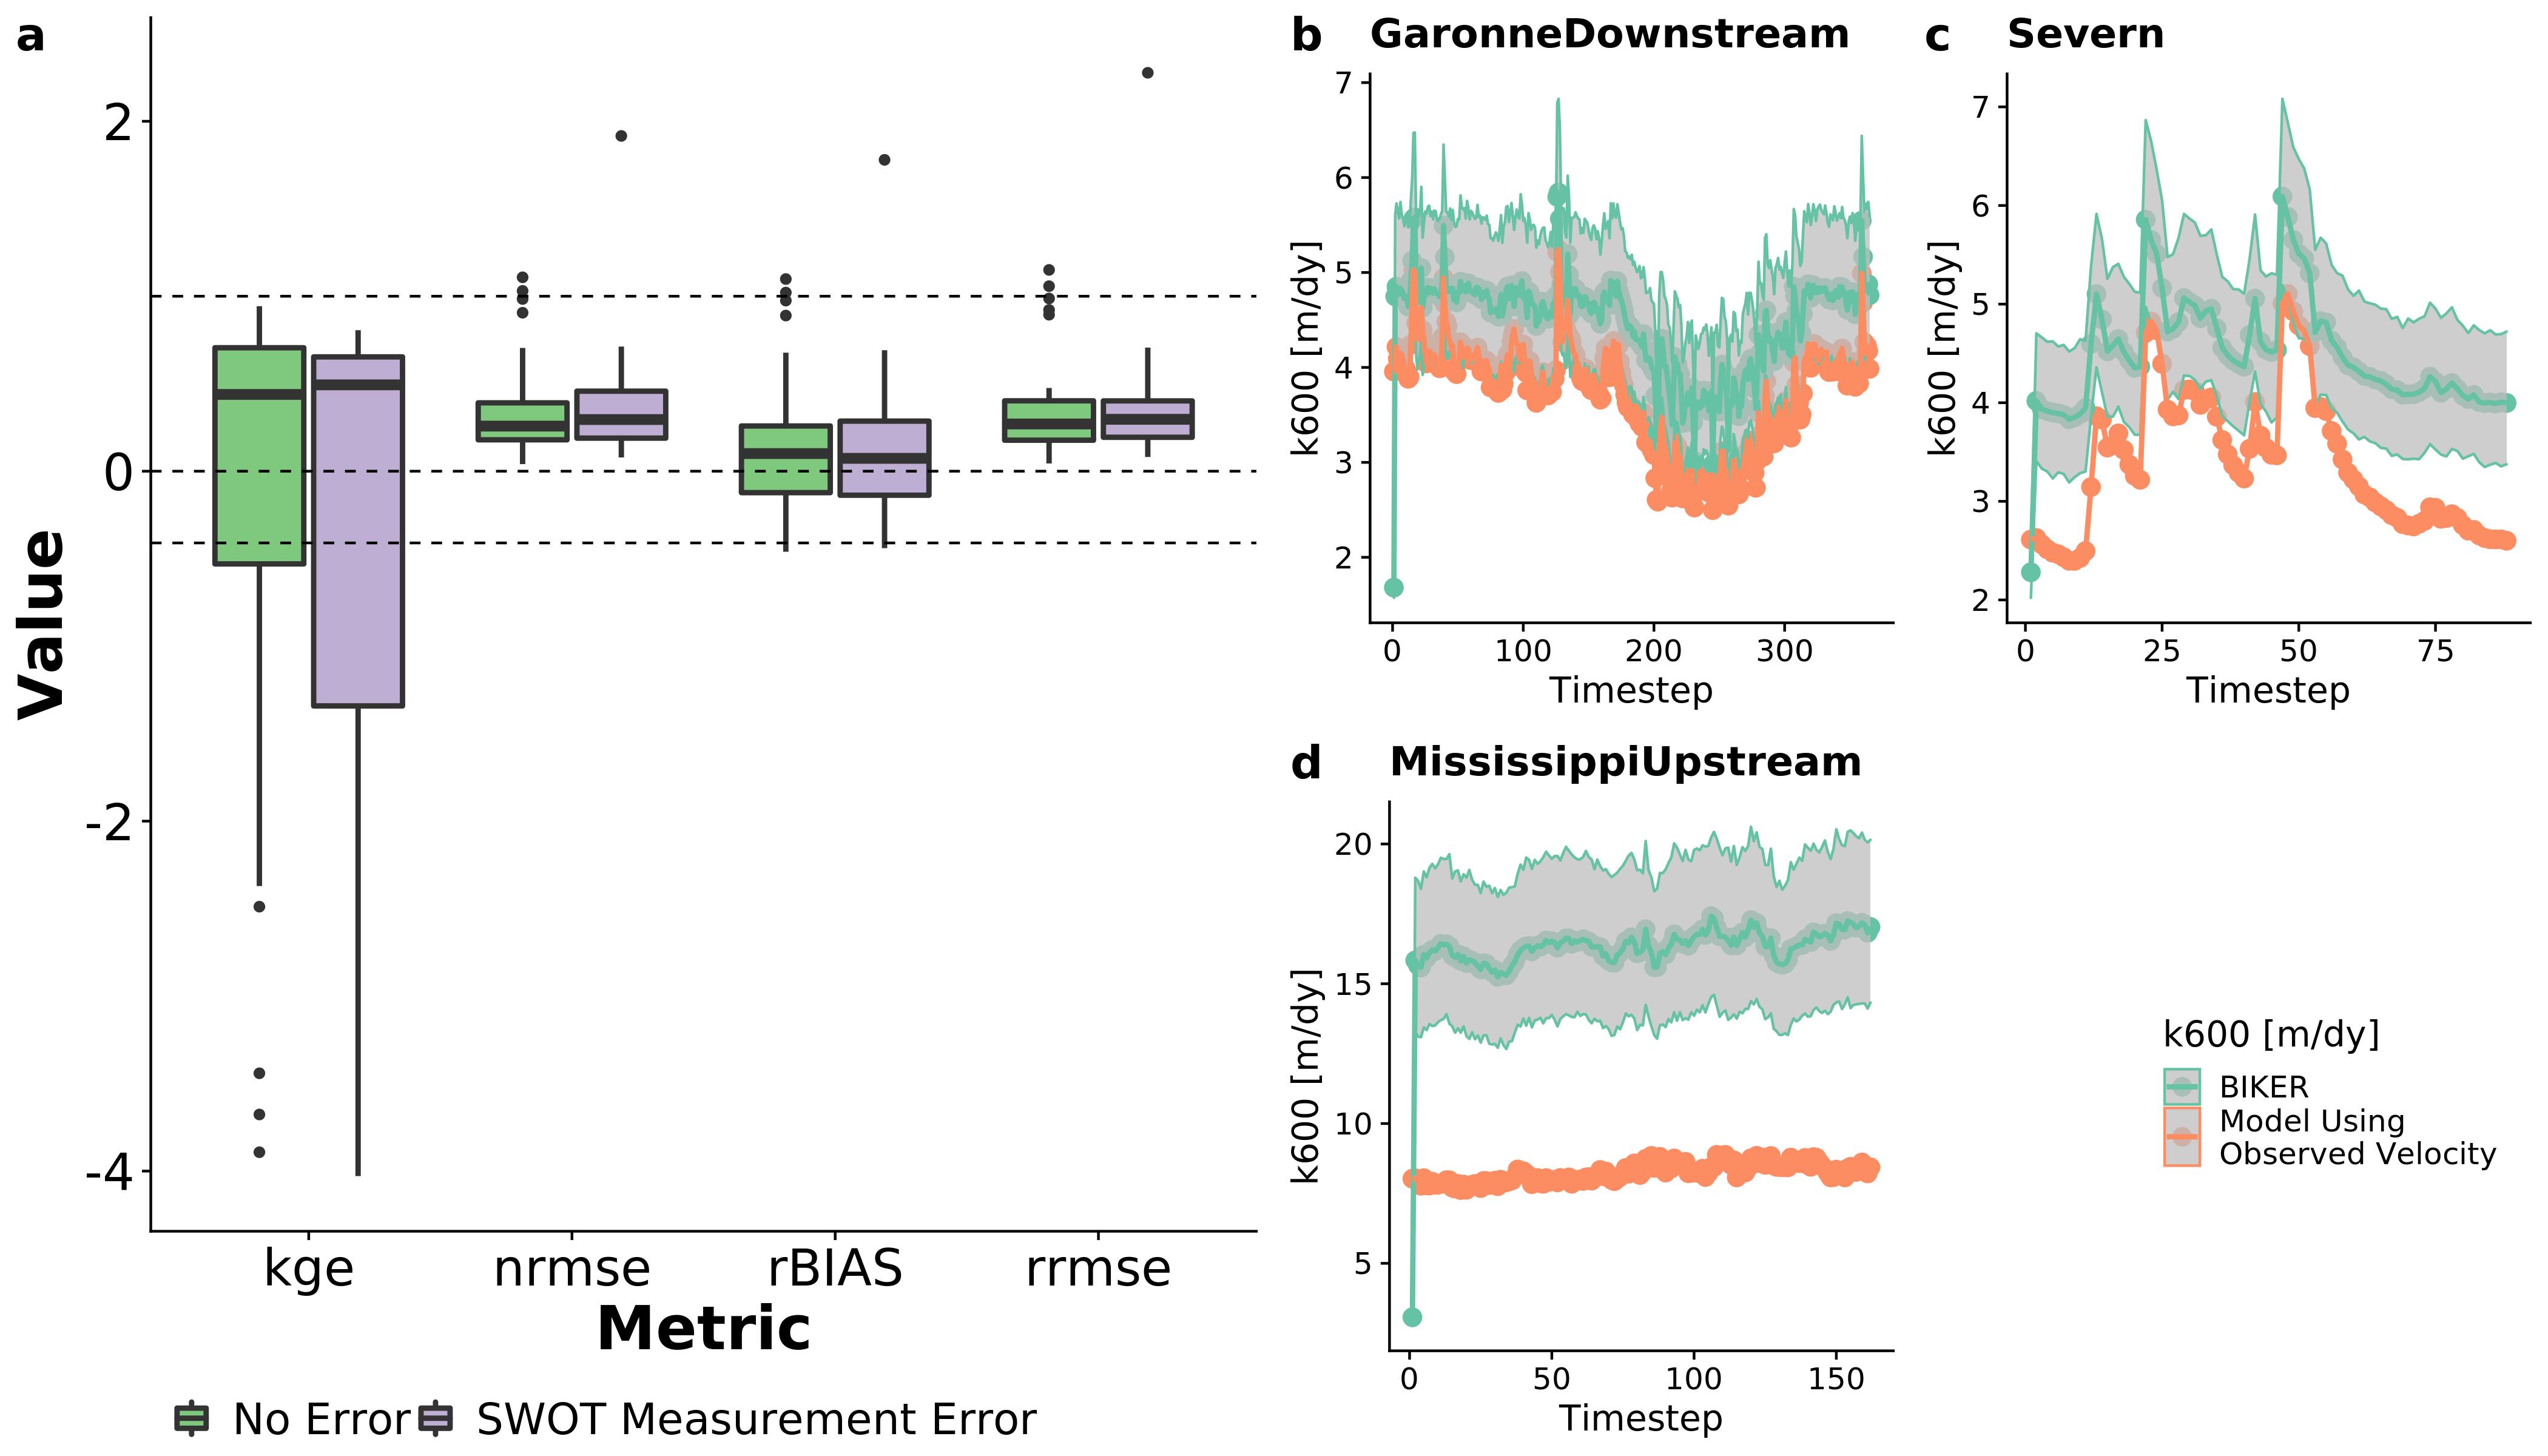 a
Value
2
0
-2
-4
kge nrmse rBIAS rrmse
Metric
No Error SWOT Measurement Error
b GaronneDownstream
k600 [m/dy]
7
6
5
4
3
2
0 100 200 300
Timestep
c Severn
k600 [m/dy]
7
6
5
4
3
2
0 25 50 75
Timestep
d MississippiUpstream
k600 [m/dy]
20
15
10
5
0 50 100 150
Timestep
k600 [m/dy]
BIKER
Model Using
Observed Velocity